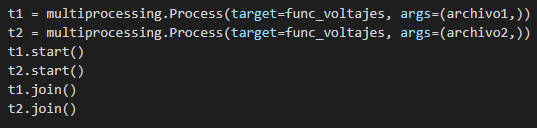 t1 = multiprocessing.Process(target=func_voltajes, args=(archivo1,))
t2 = multiprocessing.Process(target=func_voltajes, args=(archivo2,))
t1.start()
t2.start()
t1.join()
t2.join()